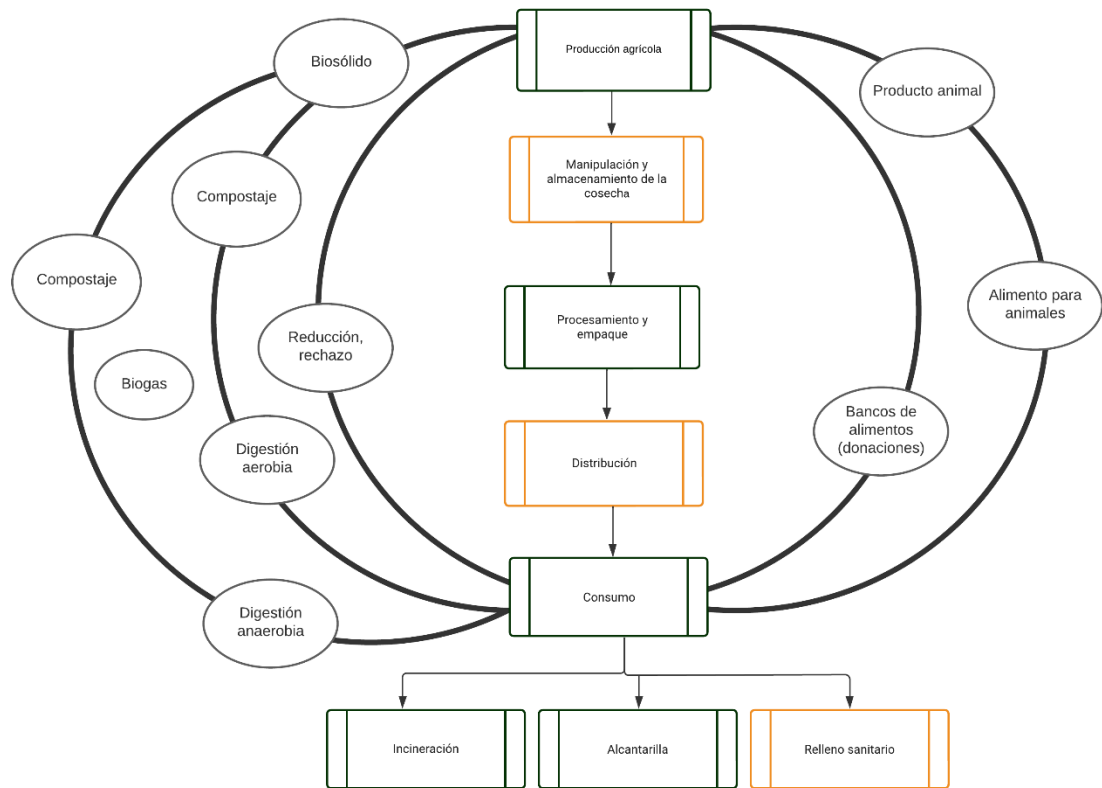 Producción agrícola
Biosólido
Producto animal
Manipulación y
almacenamiento de la
cosecha
Compostaje
Compostaje
Alimento para
animales
Procesamiento y
empaque
Reducción,
rechazo
Biogas
Bancos de
alimentos
(donaciones)
Digestión
aerobia
Distribución
Consumo
Digestión
anaerobia
Incineración
Alcantarilla
Relleno sanitario